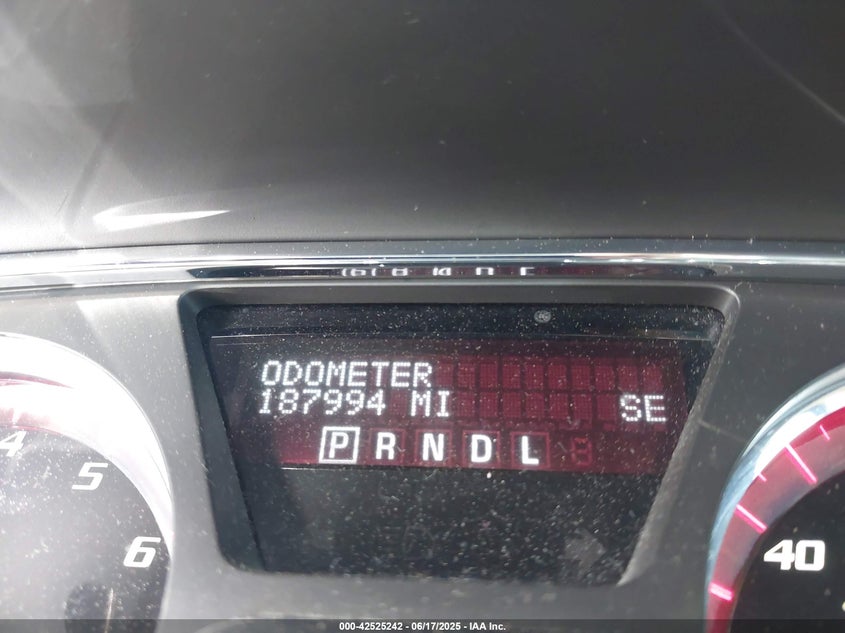 ODOMETER
187994 MI SE
P R N D L
4
5
6
40
000-42525242 - 06/17/2025 - IAA Inc.